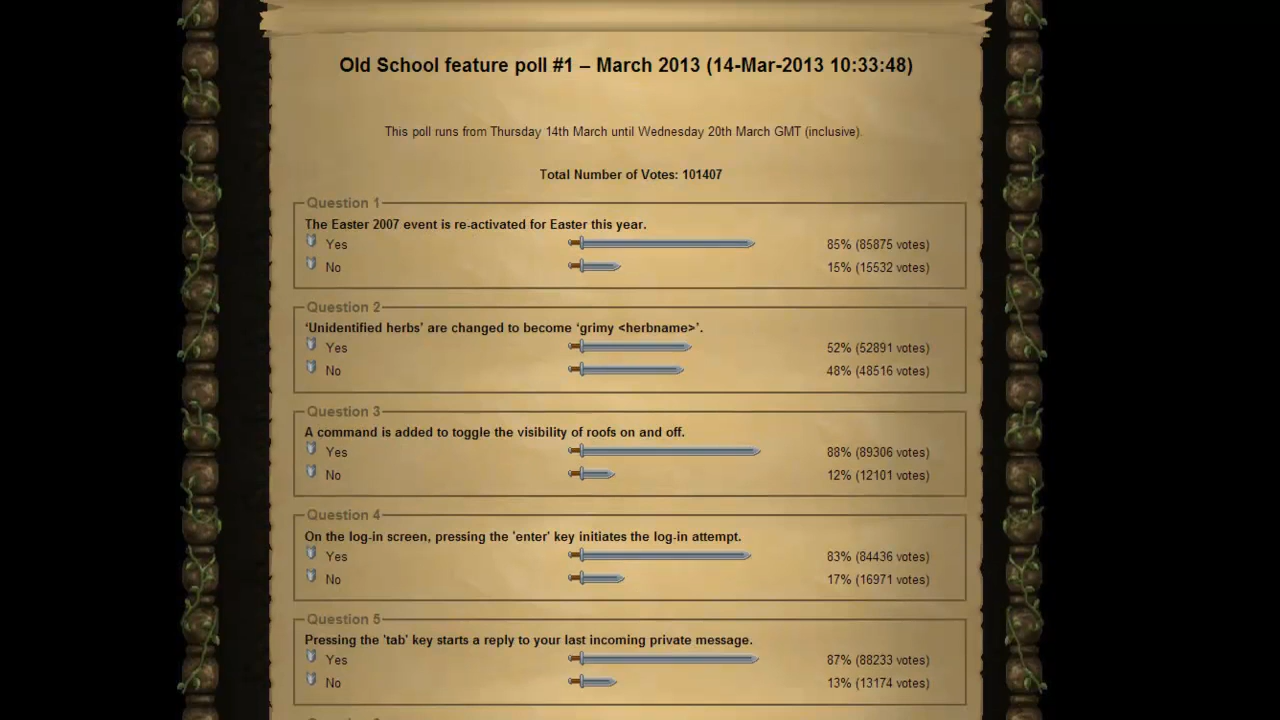 Old School feature poll #1 – March 2013 (14-Mar-2013 10:33:48)
This poll runs from Thursday 14th March until Wednesday 20th March GMT (inclusive).
Total Number of Votes: 101407
Question 1
The Easter 2007 event is re-activated for Easter this year.
Yes 85% (85875 votes)
No 15% (15532 votes)
Question 2
‘Unidentified herbs’ are changed to become ‘grimy <herbname>’.
Yes 52% (52891 votes)
No 48% (48516 votes)
Question 3
A command is added to toggle the visibility of roofs on and off.
Yes 88% (89306 votes)
No 12% (12101 votes)
Question 4
On the log-in screen, pressing the 'enter' key initiates the log-in attempt.
Yes 83% (84436 votes)
No 17% (16971 votes)
Question 5
Pressing the 'tab' key starts a reply to your last incoming private message.
Yes 87% (88233 votes)
No 13% (13174 votes)